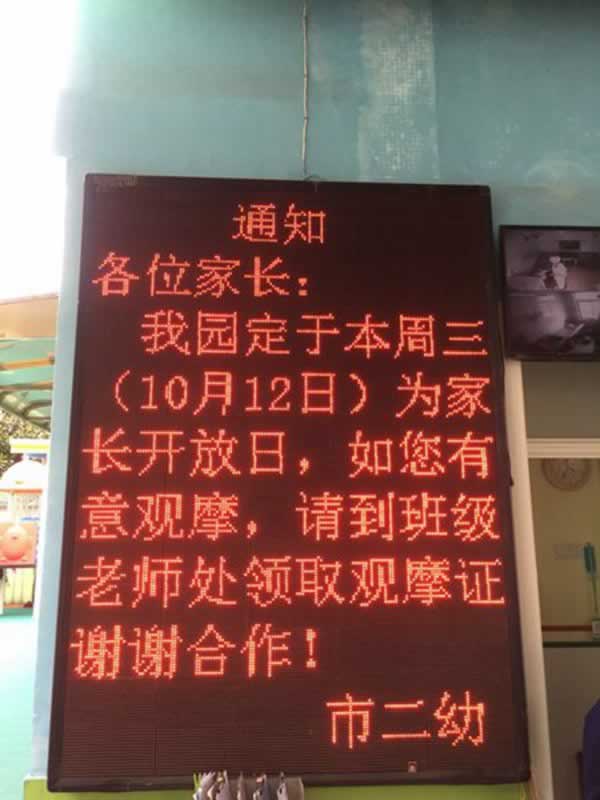 通知
各位家长：
我园定于本周三
（10月12日）为家
长开放日，如您有
意观摩，请到班级
老师处领取观摩证
谢谢合作！
市二幼